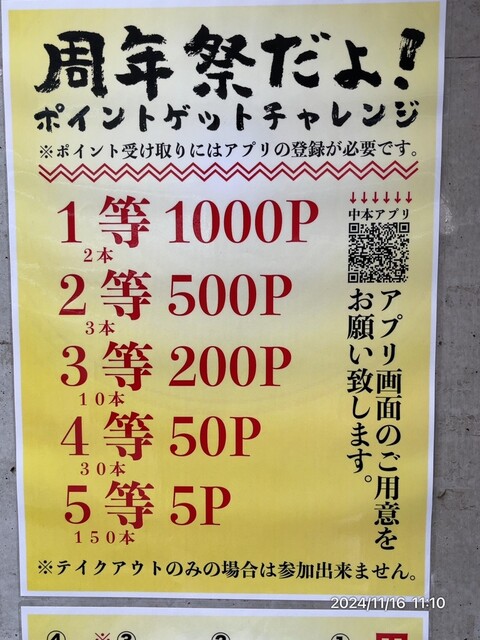 周年祭だよ!
ポイントゲットチャレンジ
※ポイント受け取りにはアプリの登録が必要です。
1等 1000P
2本
2等 500P
3本
3等 200P
10本
4等 50P
30本
5等 5P
150本
↓↓↓↓↓↓
中本アプリ
アプリ画面のご用意を
お願い致します。
※テイクアウトのみの場合は参加出来ません。
2024/11/16 11:10
④ ※③ ② ①